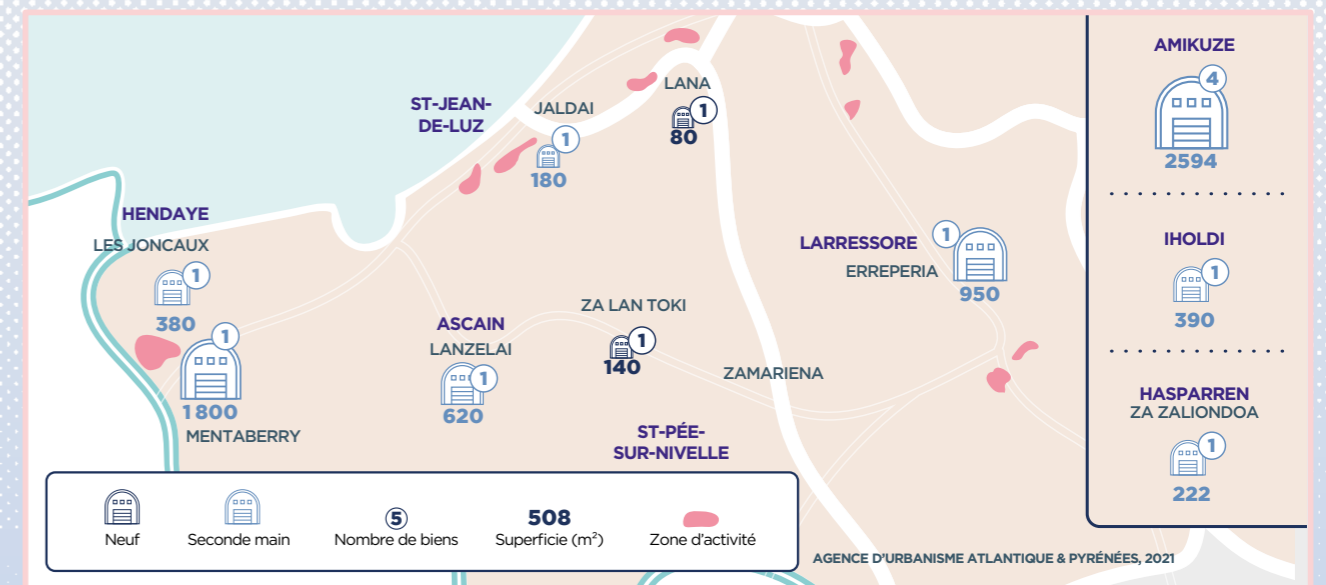 ST-JEAN-
DE-LUZ
JALDAI
1
180
LANA
1
80
HENDAYE
LES JONCAUX
1
380
1
1 800
MENTABERRY
ASCAIN
LANZELAI
1
620
ZA LAN TOKI
1
140
ZAMARIENA
ST-PÉE-
SUR-NIVELLE
LARRESSORE
ERREPERIA
1
950
AMIKUZE
4
2594
IHOLDI
1
390
HASPARREN
ZA ZALIONDOA
1
222
Neuf
Seconde main
5
Nombre de biens
508
Superficie (m²)
Zone d'activité
AGENCE D'URBANISME ATLANTIQUE & PYRÉNÉES, 2021